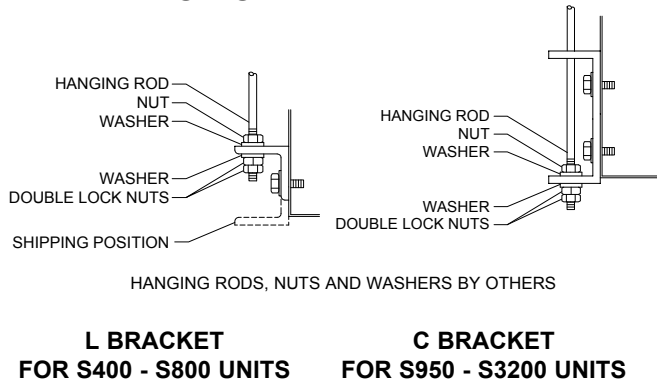 HANGING ROD
NUT
WASHER
WASHER
DOUBLE LOCK NUTS
SHIPPING POSITION
HANGING ROD
NUT
WASHER
WASHER
DOUBLE LOCK NUTS
HANGING RODS, NUTS AND WASHERS BY OTHERS
L BRACKET
FOR S400 - S800 UNITS
C BRACKET
FOR S950 - S3200 UNITS